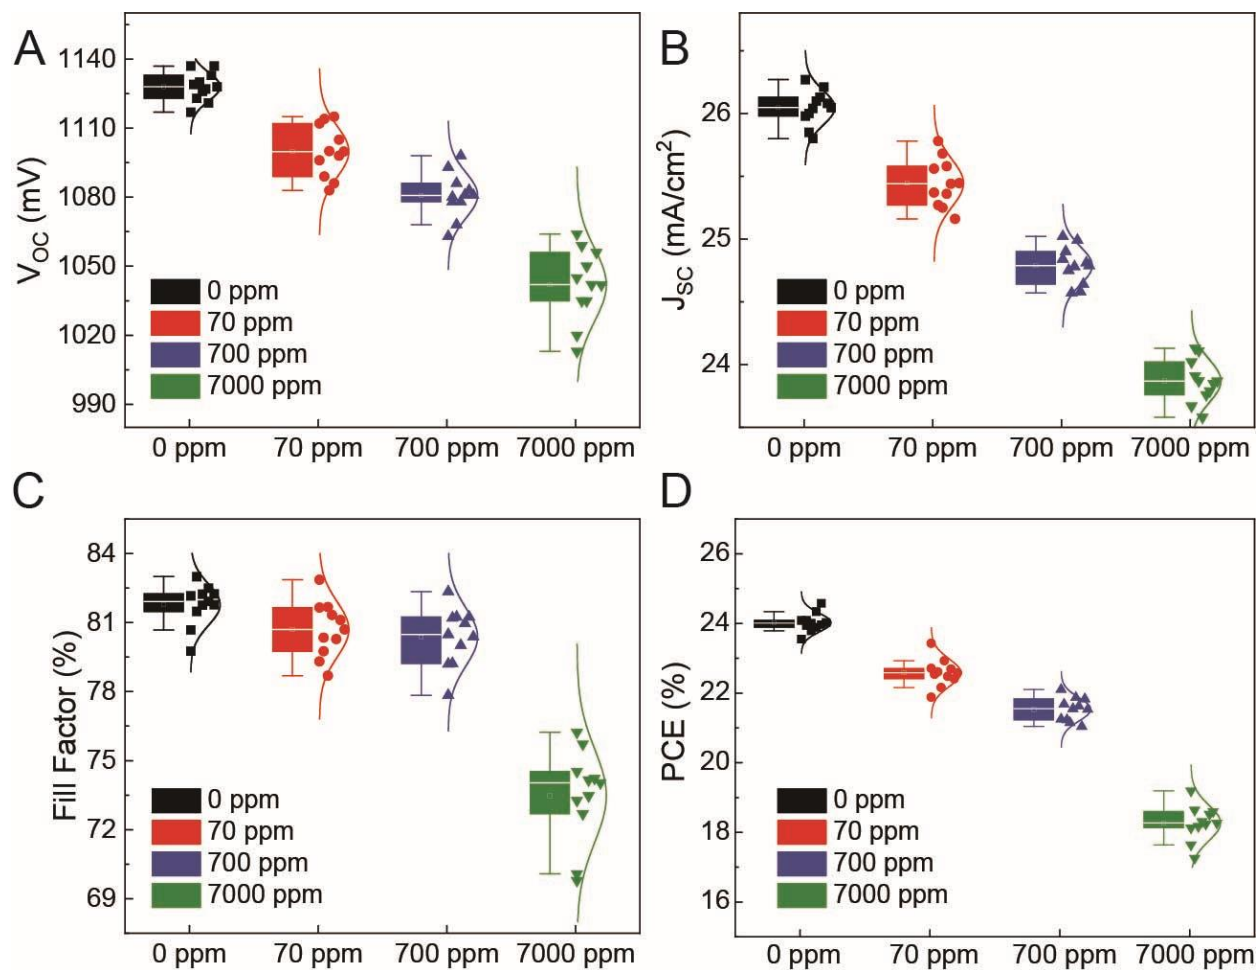 A
V_OC (mV)
1140
1110
1080
1050
1020
990
0 ppm
70 ppm
700 ppm
7000 ppm
0 ppm 70 ppm 700 ppm 7000 ppm
B
J_SC (mA/cm²)
26
25
24
0 ppm
70 ppm
700 ppm
7000 ppm
0 ppm 70 ppm 700 ppm 7000 ppm
C
Fill Factor (%)
84
81
78
75
72
69
0 ppm
70 ppm
700 ppm
7000 ppm
0 ppm 70 ppm 700 ppm 7000 ppm
D
PCE (%)
26
24
22
20
18
16
0 ppm
70 ppm
700 ppm
7000 ppm
0 ppm 70 ppm 700 ppm 7000 ppm